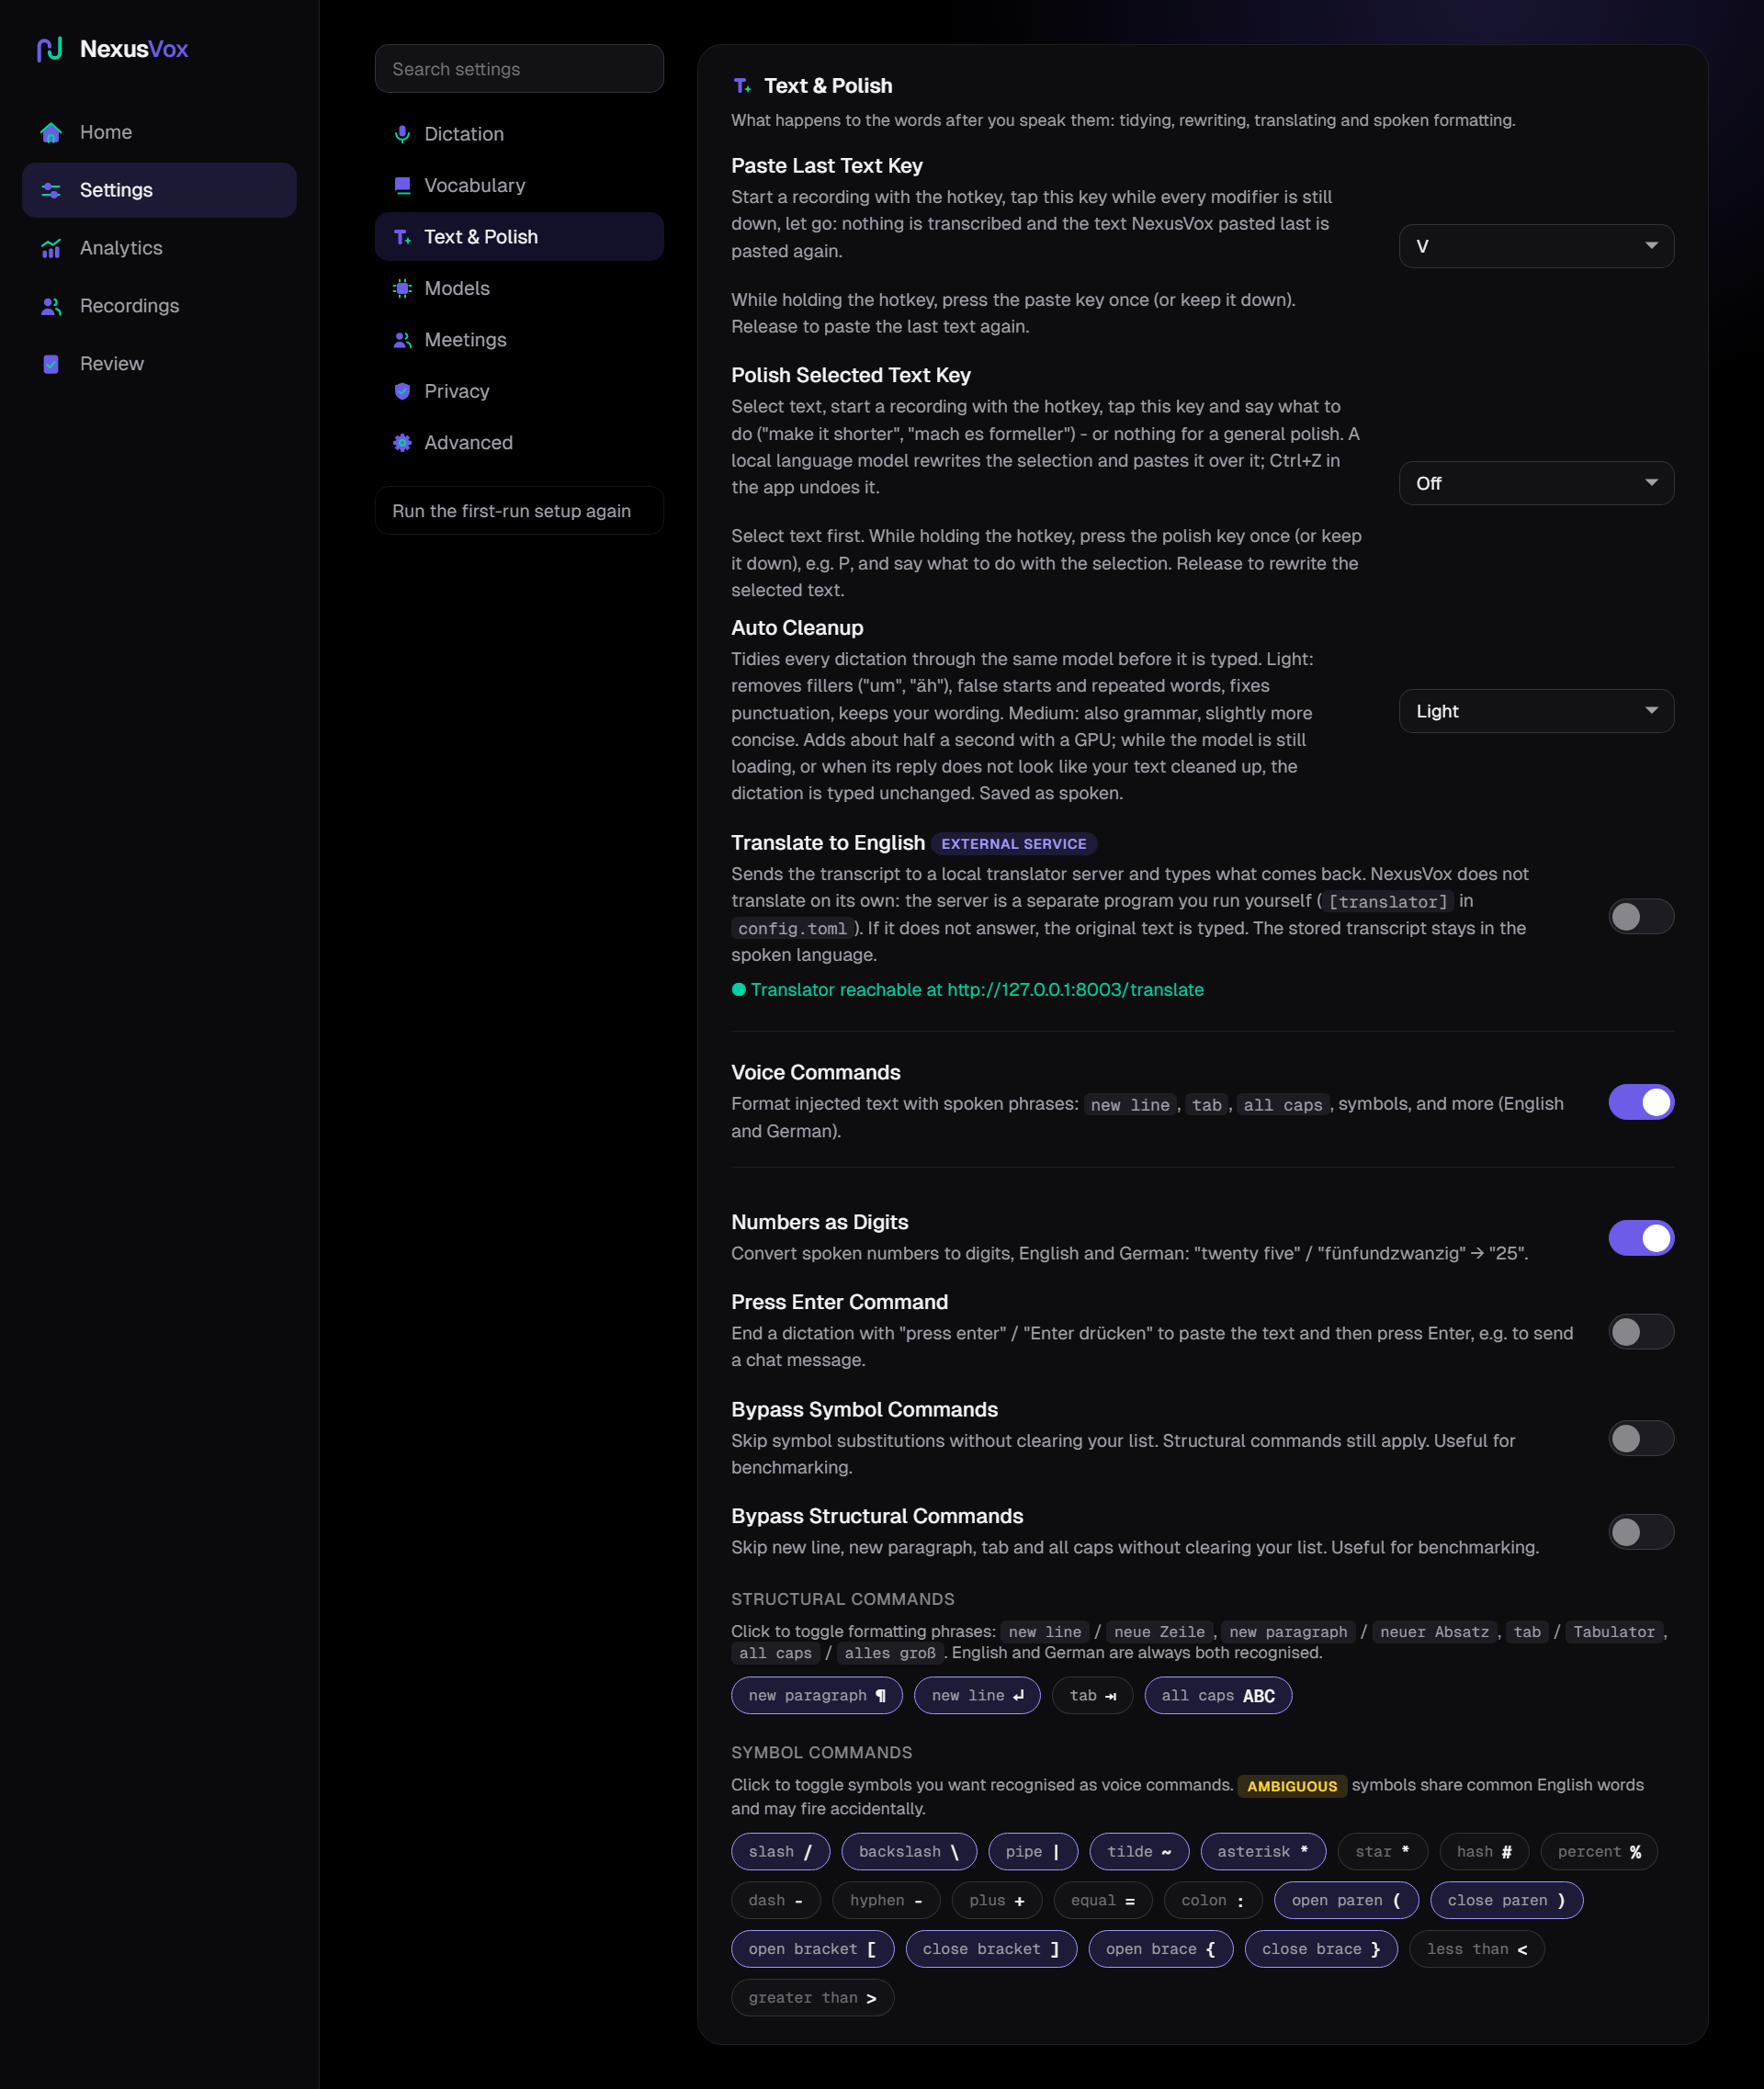 NexusVox
Home
Settings
Analytics
Recordings
Review
Search settings
Dictation
Vocabulary
Text & Polish
Models
Meetings
Privacy
Advanced
Run the first-run setup again
Text & Polish
What happens to the words after you speak them: tidying, rewriting, translating and spoken formatting.
Paste Last Text Key
Start a recording with the hotkey, tap this key while every modifier is still
down, let go: nothing is transcribed and the text NexusVox pasted last is
pasted again.
While holding the hotkey, press the paste key once (or keep it down).
Release to paste the last text again.
V
Polish Selected Text Key
Select text, start a recording with the hotkey, tap this key and say what to
do ("make it shorter", "mach es formeller") - or nothing for a general polish. A
local language model rewrites the selection and pastes it over it; Ctrl+Z in
the app undoes it.
Select text first. While holding the hotkey, press the polish key once (or keep
it down), e.g. P, and say what to do with the selection. Release to rewrite the
selected text.
Off
Auto Cleanup
Tidies every dictation through the same model before it is typed. Light:
removes fillers ("um", "äh"), false starts and repeated words, fixes
punctuation, keeps your wording. Medium: also grammar, slightly more
concise. Adds about half a second with a GPU; while the model is still
loading, or when its reply does not look like your text cleaned up, the
dictation is typed unchanged. Saved as spoken.
Light
Translate to English EXTERNAL SERVICE
Sends the transcript to a local translator server and types what comes back. NexusVox does not
translate on its own: the server is a separate program you run yourself ( [translator] in
config.toml ). If it does not answer, the original text is typed. The stored transcript stays in the
spoken language.
Translator reachable at http://127.0.0.1:8003/translate
Voice Commands
Format injected text with spoken phrases: new line , tab , all caps , symbols, and more (English
and German).
Numbers as Digits
Convert spoken numbers to digits, English and German: "twenty five" / "fünfundzwanzig" → "25".
Press Enter Command
End a dictation with "press enter" / "Enter drücken" to paste the text and then press Enter, e.g. to send
a chat message.
Bypass Symbol Commands
Skip symbol substitutions without clearing your list. Structural commands still apply. Useful for
benchmarking.
Bypass Structural Commands
Skip new line, new paragraph, tab and all caps without clearing your list. Useful for benchmarking.
STRUCTURAL COMMANDS
Click to toggle formatting phrases: new line / neue Zeile , new paragraph / neuer Absatz , tab / Tabulator ,
all caps / alles groß . English and German are always both recognised.
new paragraph ¶ new line ↵ tab ⇥ all caps ABC
SYMBOL COMMANDS
Click to toggle symbols you want recognised as voice commands. AMBIGUOUS symbols share common English words
and may fire accidentally.
slash / backslash \ pipe | tilde ~ asterisk * star * hash # percent %
dash - hyphen - plus + equal = colon : open paren ( close paren )
open bracket [ close bracket ] open brace { close brace } less than <
greater than >